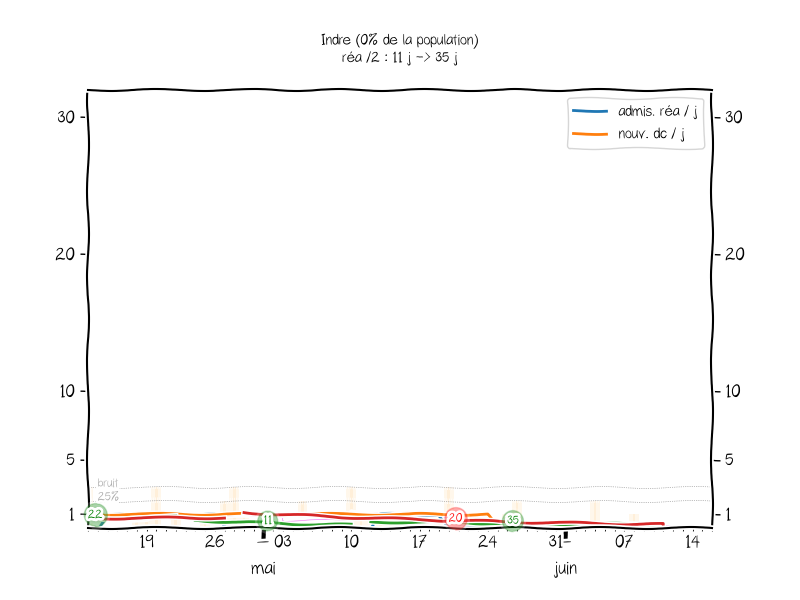 Indre (0% de la population)
réa /2 : 11 j -> 35 j
admis. réa / j
nouv. dc / j
30 30
20 20
10 10
5 5
bruit
25%
1 1
22 11 20 35
19 26 03 10 17 24 31 07 14
mai juin